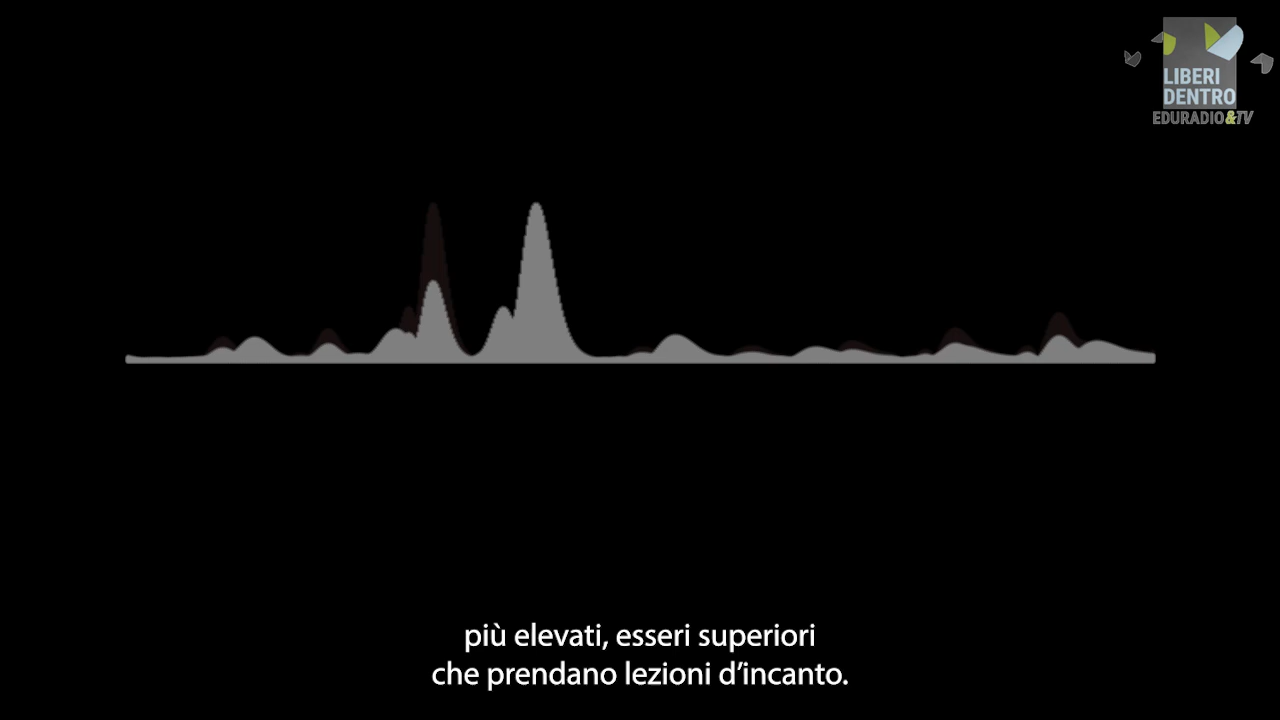 LIBERI
DENTRO
EDURADIO&TV
più elevati, esseri superiori
che prendano lezioni d’incanto.